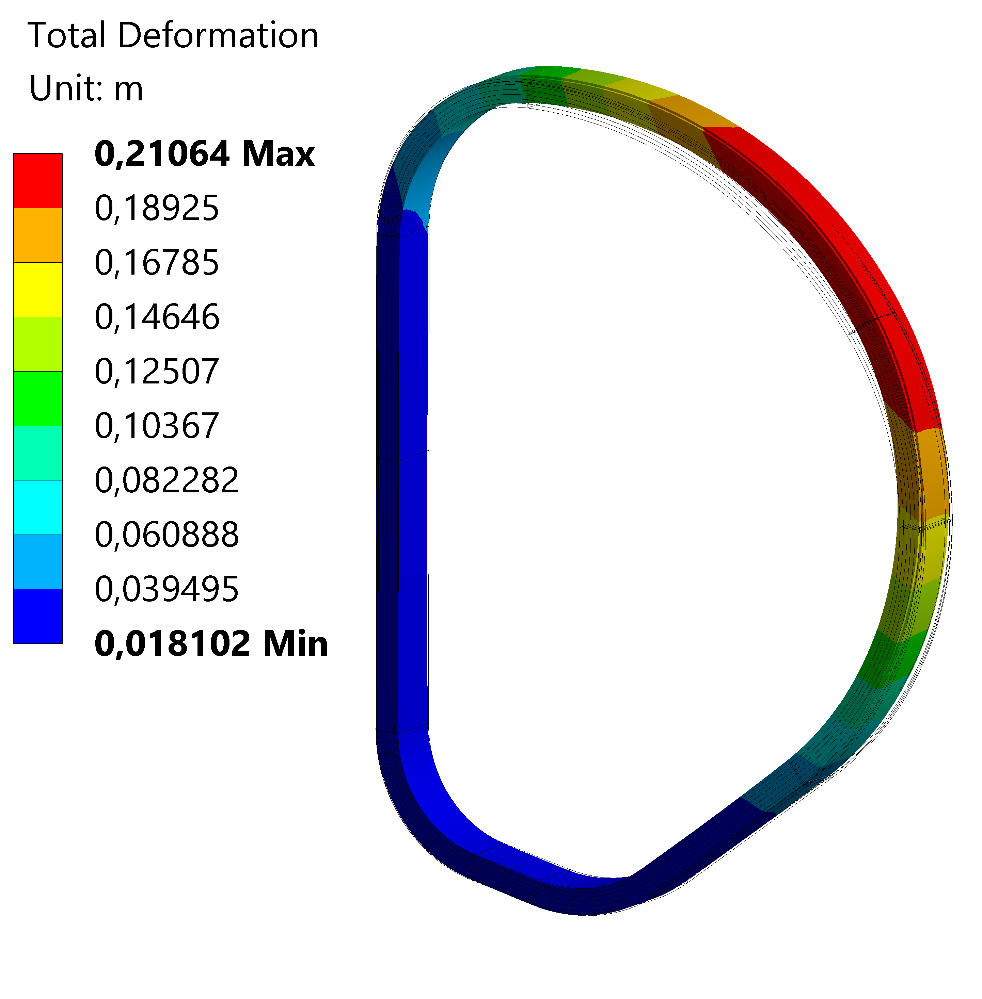 Total Deformation
Unit: m
0,21064 Max
0,18925
0,16785
0,14646
0,12507
0,10367
0,082282
0,060888
0,039495
0,018102 Min